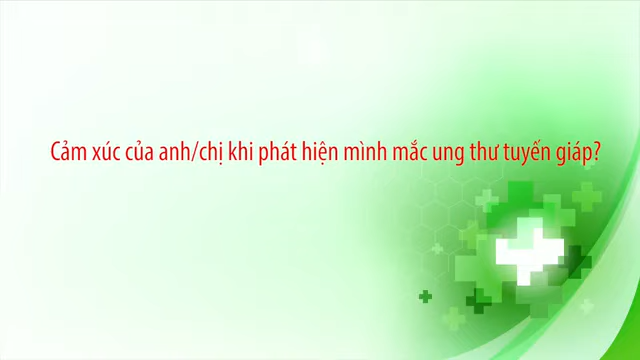 Cảm xúc của anh/chị khi phát hiện mình mắc ung thư tuyến giáp?